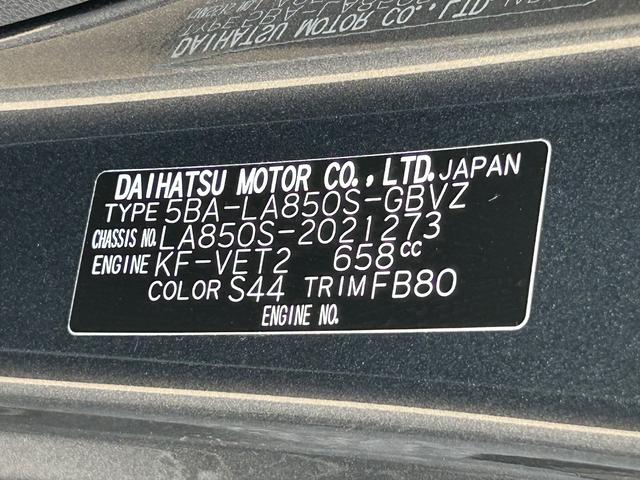 DAIHATSU MOTOR CO., LTD. JAPAN
TYPE 5BA-LA850S-GBVZ
CHASSIS NO. LA850S-2021273
ENGINE KF-VET2 658cc
COLOR S44 TRIM FB80
ENGINE NO.